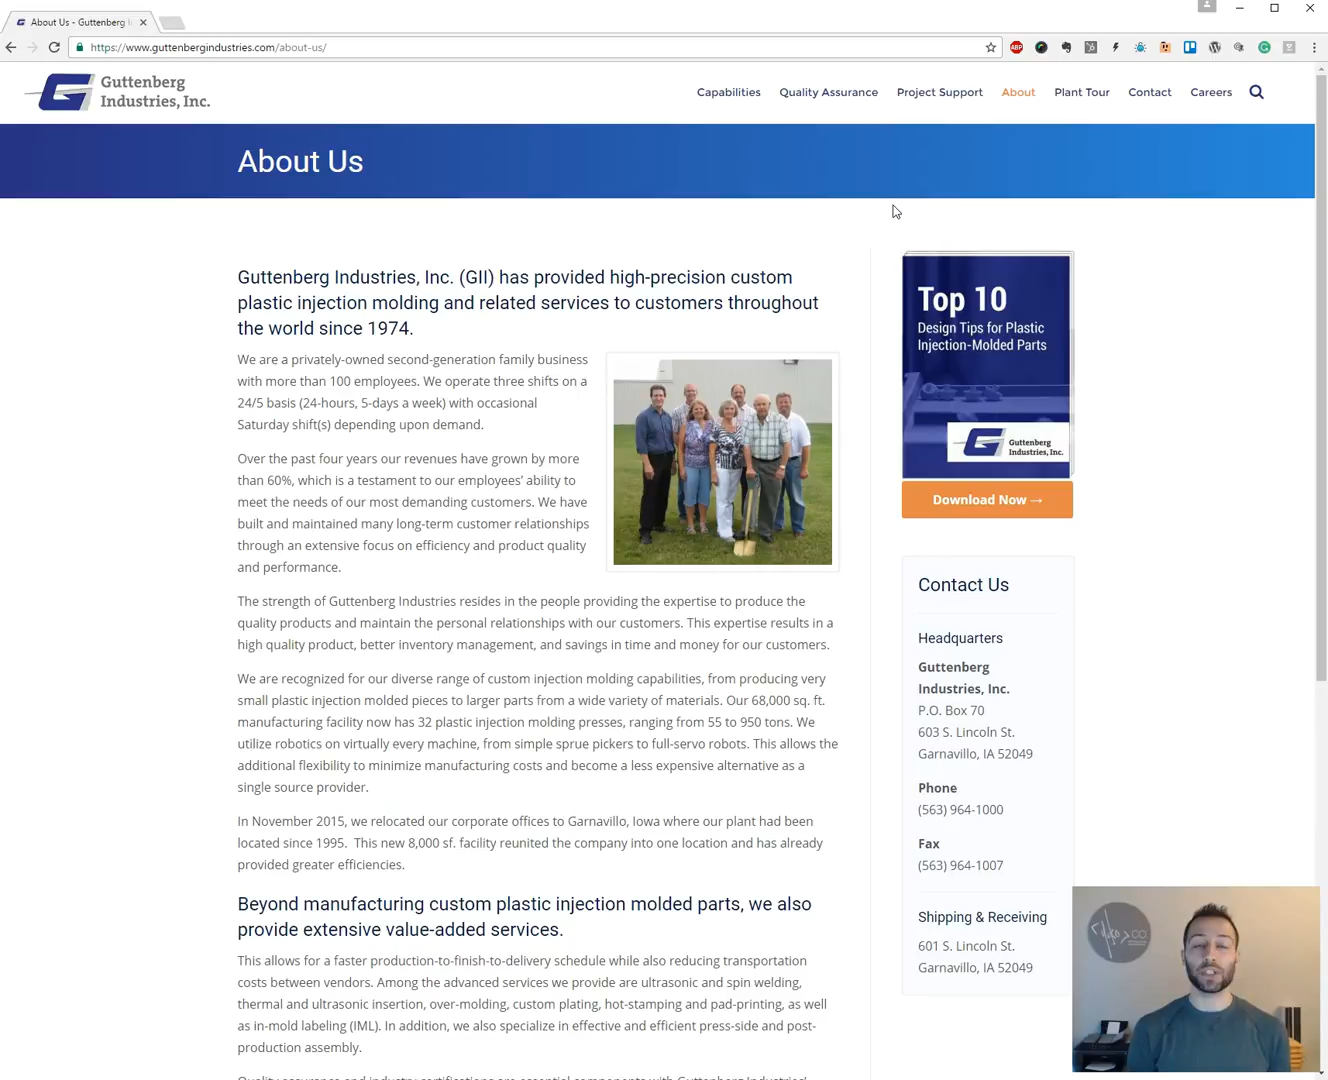 About Us - Guttenberg
https://www.guttenbergindustries.com/about-us/
ABP
Guttenberg
Industries, Inc.
Capabilities
Quality Assurance
Project Support
About
Plant Tour
Contact
Careers
About Us
Guttenberg Industries, Inc. (GII) has provided high-precision custom
plastic injection molding and related services to customers throughout
the world since 1974.
We are a privately-owned second-generation family business
with more than 100 employees. We operate three shifts on a
24/5 basis (24-hours, 5-days a week) with occasional
Saturday shift(s) depending upon demand.
Over the past four years our revenues have grown by more
than 60%, which is a testament to our employees’ ability to
meet the needs of our most demanding customers. We have
built and maintained many long-term customer relationships
through an extensive focus on efficiency and product quality
and performance.
The strength of Guttenberg Industries resides in the people providing the expertise to produce the
quality products and maintain the personal relationships with our customers. This expertise results in a
high quality product, better inventory management, and savings in time and money for our customers.
We are recognized for our diverse range of custom injection molding capabilities, from producing very
small plastic injection molded pieces to larger parts from a wide variety of materials. Our 68,000 sq. ft.
manufacturing facility now has 32 plastic injection molding presses, ranging from 55 to 950 tons. We
utilize robotics on virtually every machine, from simple sprue pickers to full-servo robots. This allows the
additional flexibility to minimize manufacturing costs and become a less expensive alternative as a
single source provider.
In November 2015, we relocated our corporate offices to Garnavillo, Iowa where our plant had been
located since 1995. This new 8,000 sf. facility reunited the company into one location and has already
provided greater efficiencies.
Beyond manufacturing custom plastic injection molded parts, we also
provide extensive value-added services.
This allows for a faster production-to-finish-to-delivery schedule while also reducing transportation
costs between vendors. Among the advanced services we provide are ultrasonic and spin welding,
thermal and ultrasonic insertion, over-molding, custom plating, hot-stamping and pad-printing, as well
as in-mold labeling (IML). In addition, we also specialize in effective and efficient press-side and post-
production assembly.
Quality assurance and industry certifications are essential components with Guttenberg Industries’
Top 10
Design Tips for Plastic
Injection-Molded Parts
Guttenberg
Industries, Inc.
Download Now →
Contact Us
Headquarters
Guttenberg
Industries, Inc.
P.O. Box 70
603 S. Lincoln St.
Garnavillo, IA 52049
Phone
(563) 964-1000
Fax
(563) 964-1007
Shipping & Receiving
601 S. Lincoln St.
Garnavillo, IA 52049